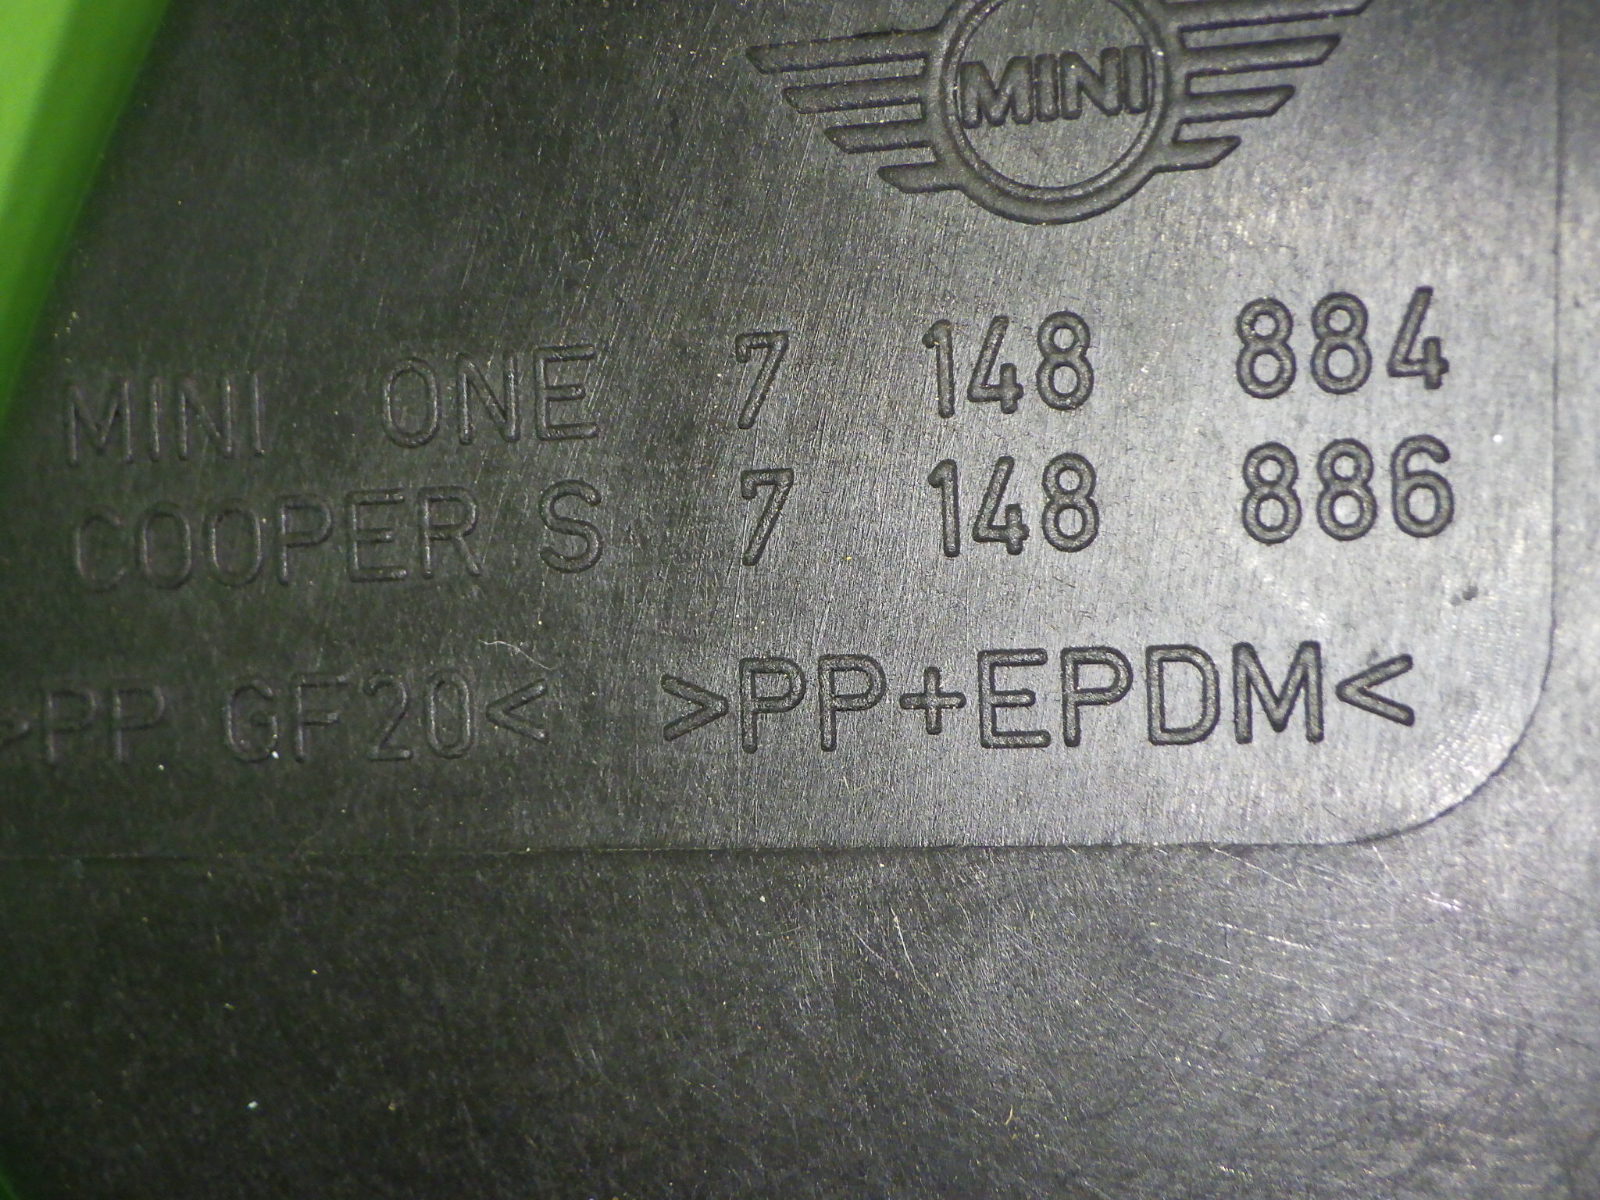 MINI
MINI ONE 7 148 884
COOPER S 7 148 886
>PP GF20< >PP+EPDM<